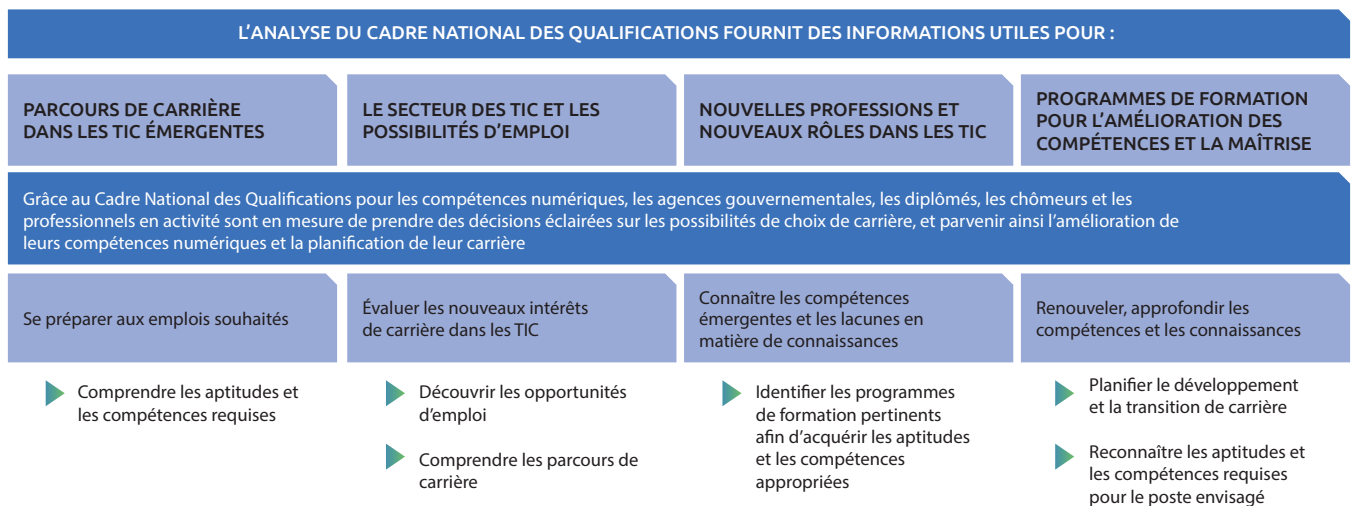 L'ANALYSE DU CADRE NATIONAL DES QUALIFICATIONS FOURNIT DES INFORMATIONS UTILES POUR :
PARCOURS DE CARRIÈRE
DANS LES TIC ÉMERGENTES
LE SECTEUR DES TIC ET LES
POSSIBILITÉS D'EMPLOI
NOUVELLES PROFESSIONS ET
NOUVEAUX RÔLES DANS LES TIC
PROGRAMMES DE FORMATION
POUR L'AMÉLIORATION DES
COMPÉTENCES ET LA MAÎTRISE
Grâce au Cadre National des Qualifications pour les compétences numériques, les agences gouvernementales, les diplômés, les chômeurs et les
professionnels en activité sont en mesure de prendre des décisions éclairées sur les possibilités de choix de carrière, et parvenir ainsi l'amélioration de
leurs compétences numériques et la planification de leur carrière
Se préparer aux emplois souhaités
Évaluer les nouveaux intérêts
de carrière dans les TIC
Connaître les compétences
émergentes et les lacunes en
matière de connaissances
Renouveler, approfondir les
compétences et les connaissances
Comprendre les aptitudes et
les compétences requises
Découvrir les opportunités
d'emploi
Comprendre les parcours de
carrière
Identifier les programmes
de formation pertinents
afin d'acquérir les aptitudes
et les compétences
appropriées
Planifier le développement
et la transition de carrière
Reconnaître les aptitudes et
les compétences requises
pour le poste envisagé